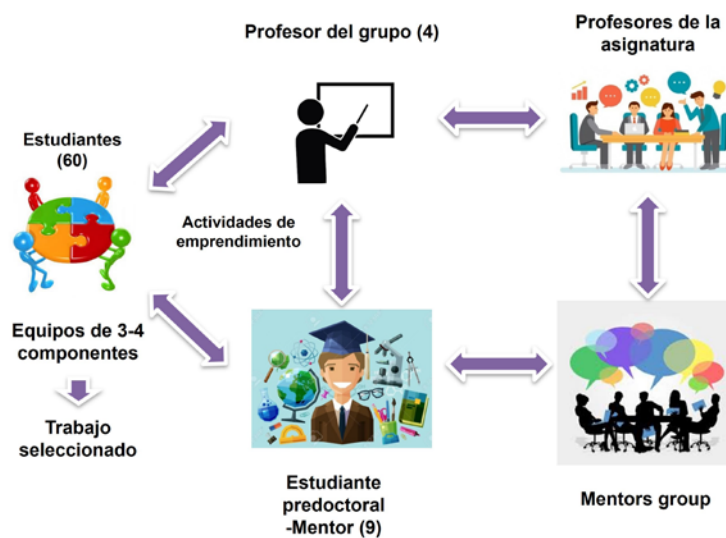 Profesor del grupo (4)
Profesores de la
asignatura
Estudiantes
(60)
Actividades de
emprendimiento
Equipos de 3-4
componentes
Trabajo
seleccionado
Estudiante
predoctoral
-Mentor (9)
Mentors group